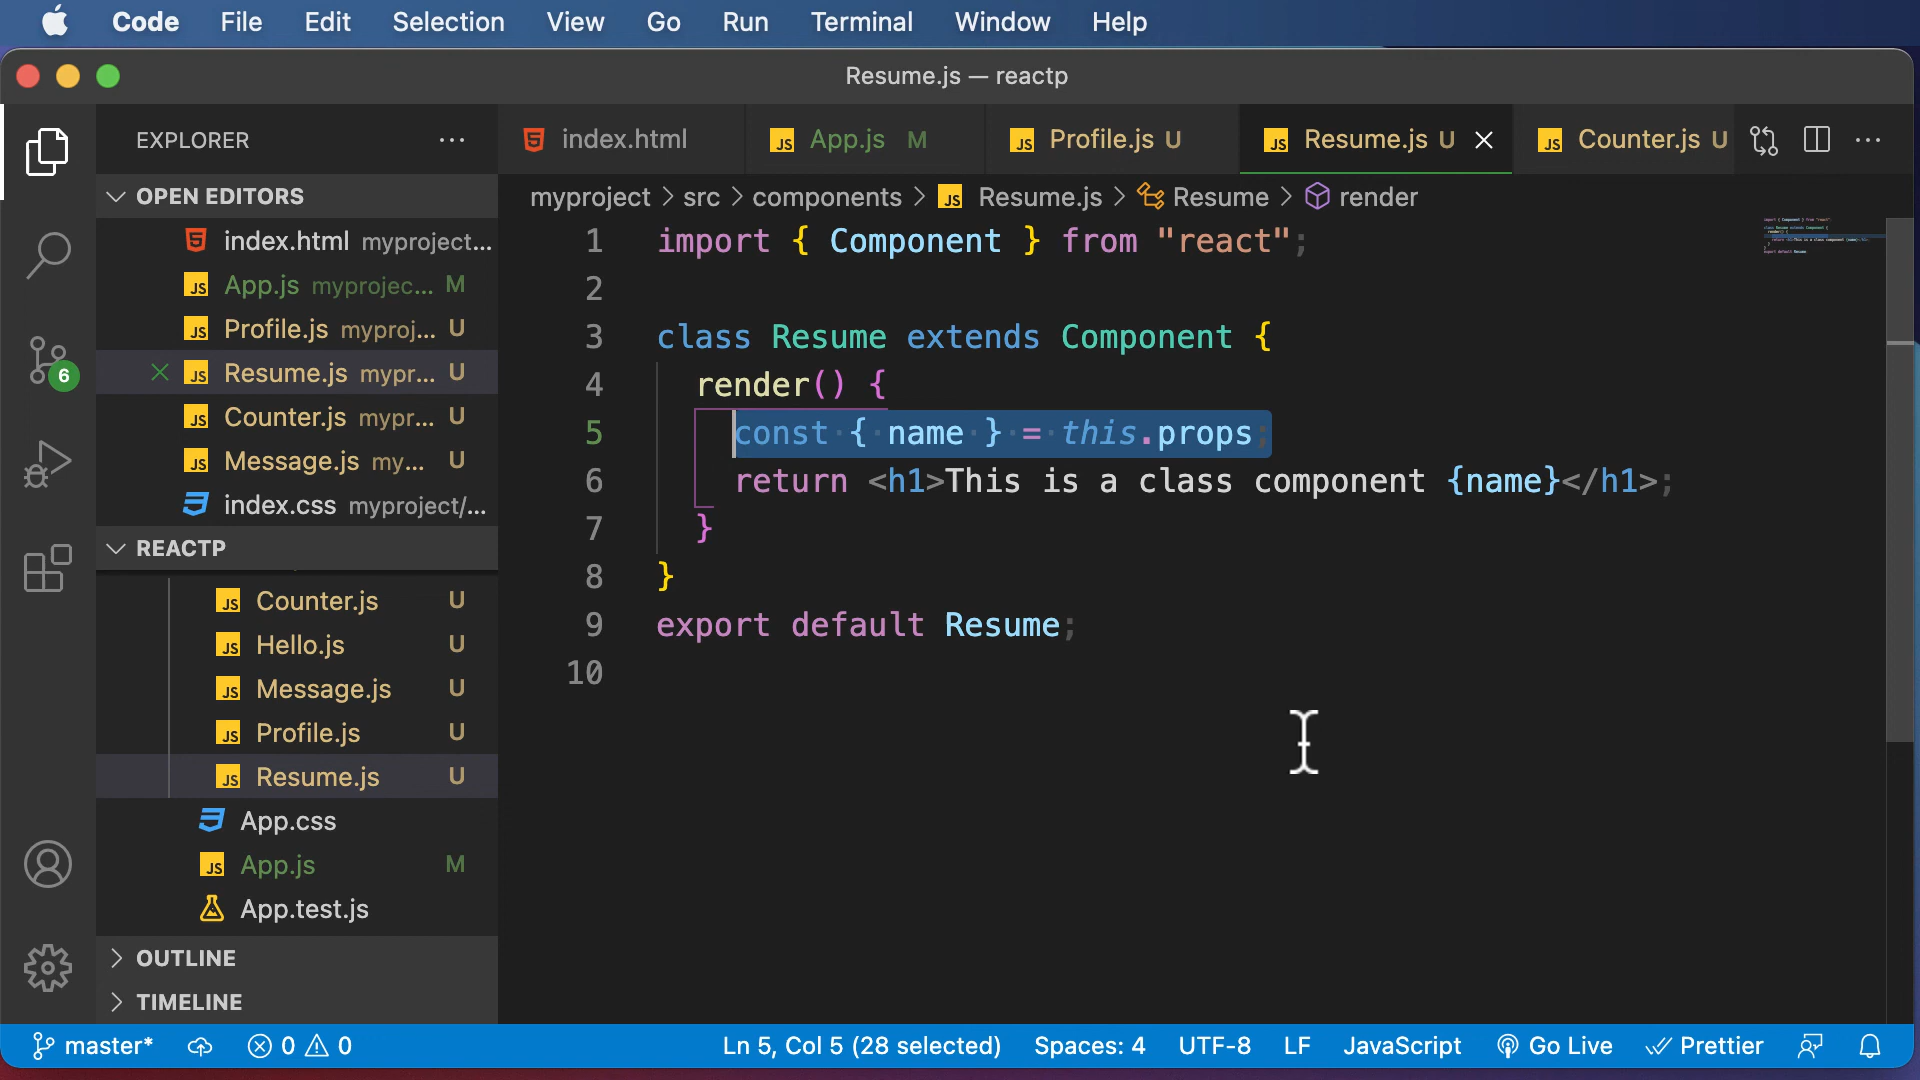 Code File Edit Selection View Go Run Terminal Window Help
Resume.js — reactp
EXPLORER ···
OPEN EDITORS
index.html myproject...
App.js myprojec... M
Profile.js myproj... U
Resume.js mypr... U
Counter.js mypr... U
Message.js my... U
index.css myproject/...
REACTP
Counter.js U
Hello.js U
Message.js U
Profile.js U
Resume.js U
App.css
App.js M
App.test.js
OUTLINE
TIMELINE
6
index.html App.js M Profile.js U Resume.js U Counter.js U ···
myproject > src > components > JS Resume.js > Resume > render
1 import { Component } from "react";
2
3 class Resume extends Component {
4 render() {
5 const { name } = this.props;
6 return <h1>This is a class component {name}</h1>;
7 }
8 }
9 export default Resume;
10
master* 0 0 Ln 5, Col 5 (28 selected) Spaces: 4 UTF-8 LF JavaScript Go Live Prettier